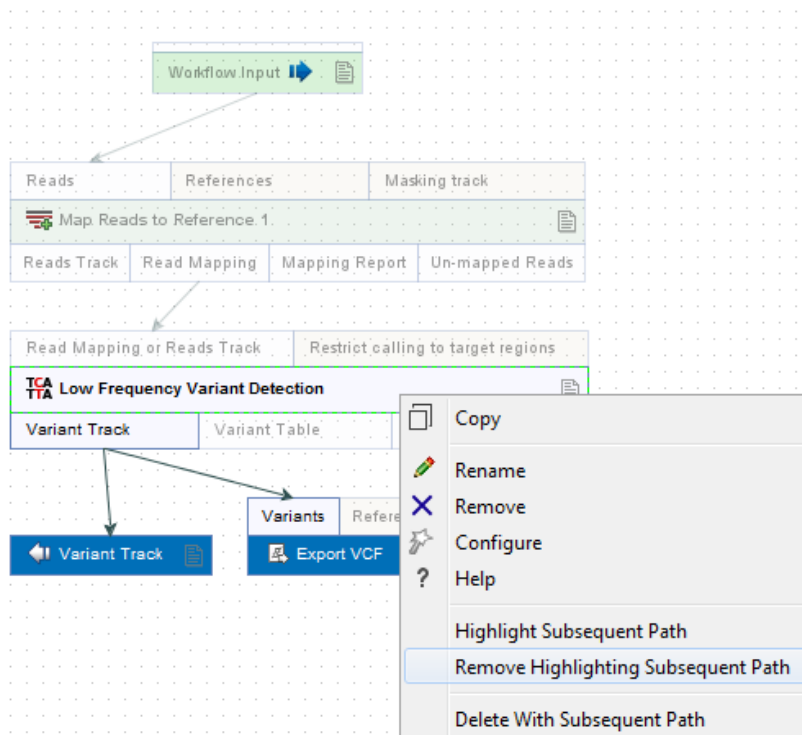 Workflow Input
Reads References Masking track
Map Reads to Reference 1
Reads Track Read Mapping Mapping Report Un-mapped Reads
Read Mapping or Reads Track Restrict calling to target regions
TCA
TTA
Low Frequency Variant Detection
Variant Track Variant Table
Variants Refere
Variant Track Export VCF
Copy
Rename
Remove
Configure
? Help
Highlight Subsequent Path
Remove Highlighting Subsequent Path
Delete With Subsequent Path